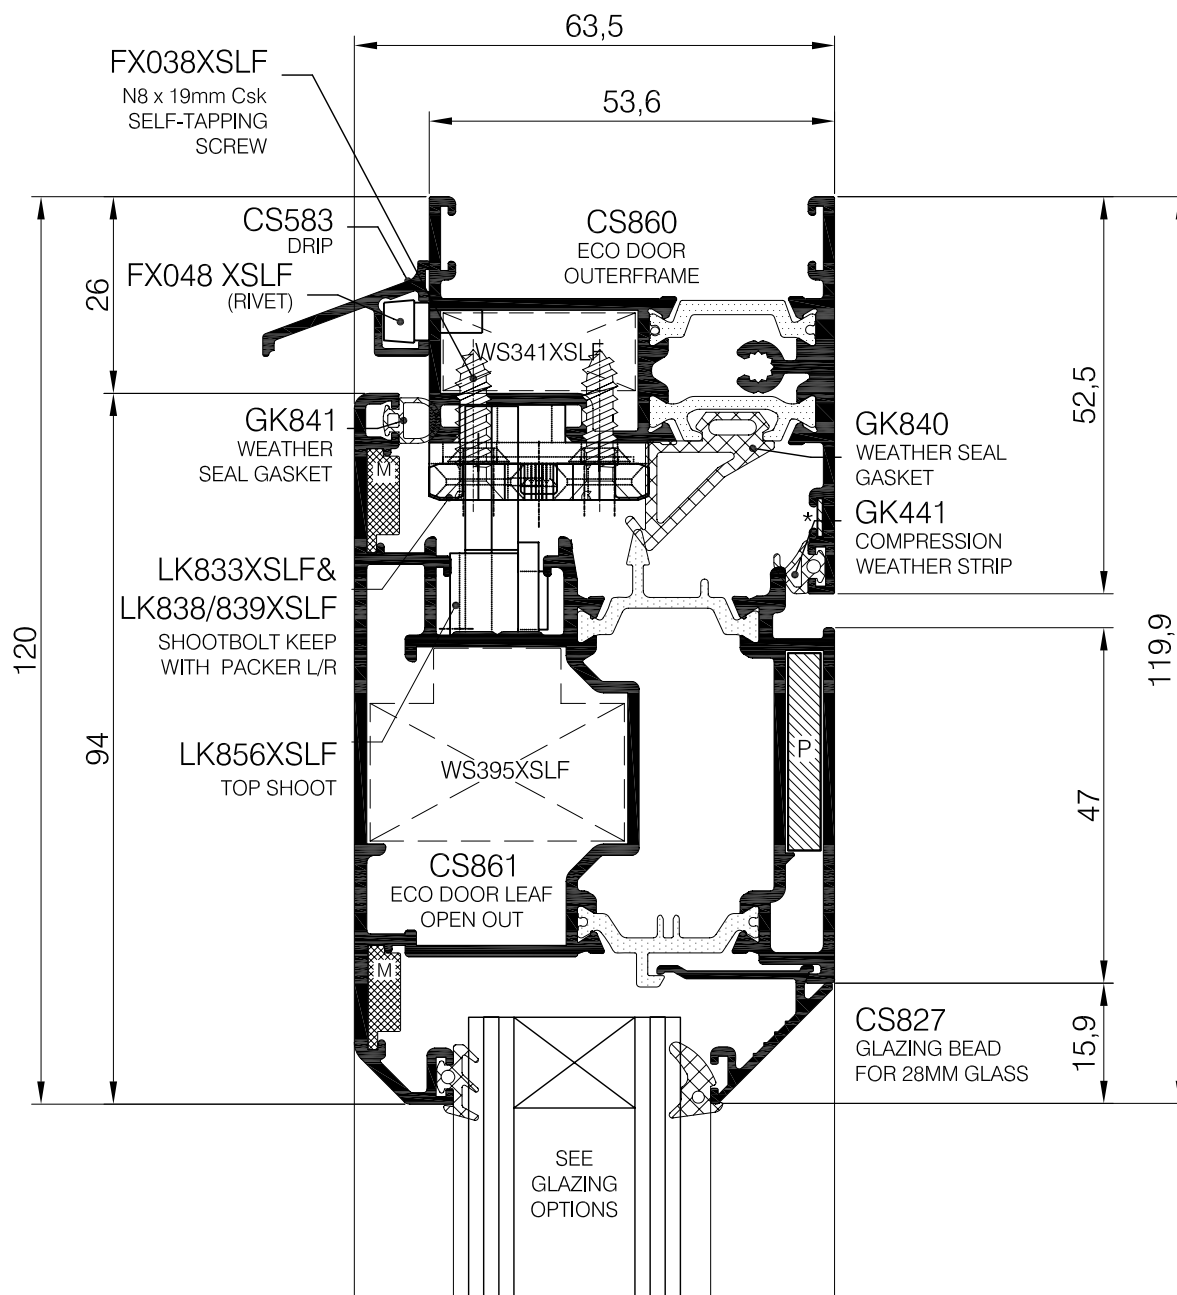 63,5
53,6
FX038XSLF
N8 x 19mm Csk
SELF-TAPPING
SCREW
CS583
DRIP
FX048 XSLF
(RIVET)
CS860
ECO DOOR
OUTERFRAME
26
WS341XSLF
52,5
GK841
WEATHER
SEAL GASKET
M
GK840
WEATHER SEAL
GASKET
*
GK441
COMPRESSION
WEATHER STRIP
LK833XSLF&
LK838/839XSLF
SHOOTBOLT KEEP
WITH PACKER L/R
120
119,9
94
LK856XSLF
TOP SHOOT
WS395XSLF
P
47
CS861
ECO DOOR LEAF
OPEN OUT
M
CS827
GLAZING BEAD
FOR 28MM GLASS
15,9
SEE
GLAZING
OPTIONS